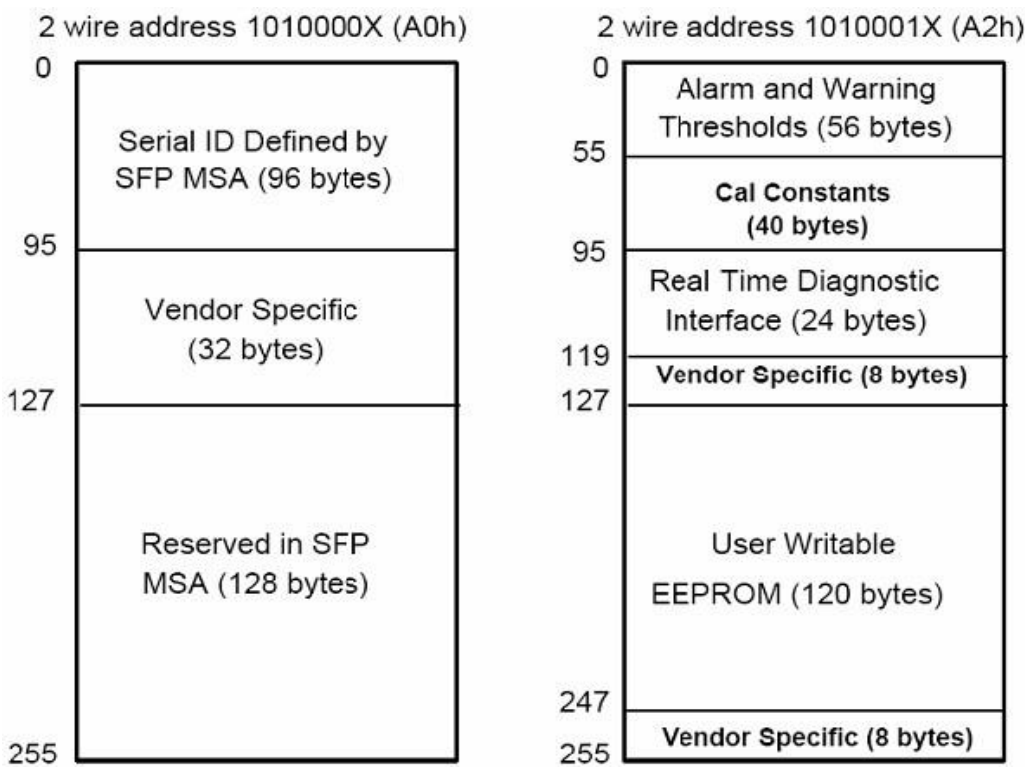 2 wire address 1010000X (A0h)
0
Serial ID Defined by
SFP MSA (96 bytes)
95
Vendor Specific
(32 bytes)
127
Reserved in SFP
MSA (128 bytes)
255
2 wire address 1010001X (A2h)
0
Alarm and Warning
Thresholds (56 bytes)
55
Cal Constants
(40 bytes)
95
Real Time Diagnostic
Interface (24 bytes)
119
Vendor Specific (8 bytes)
127
User Writable
EEPROM (120 bytes)
247
Vendor Specific (8 bytes)
255